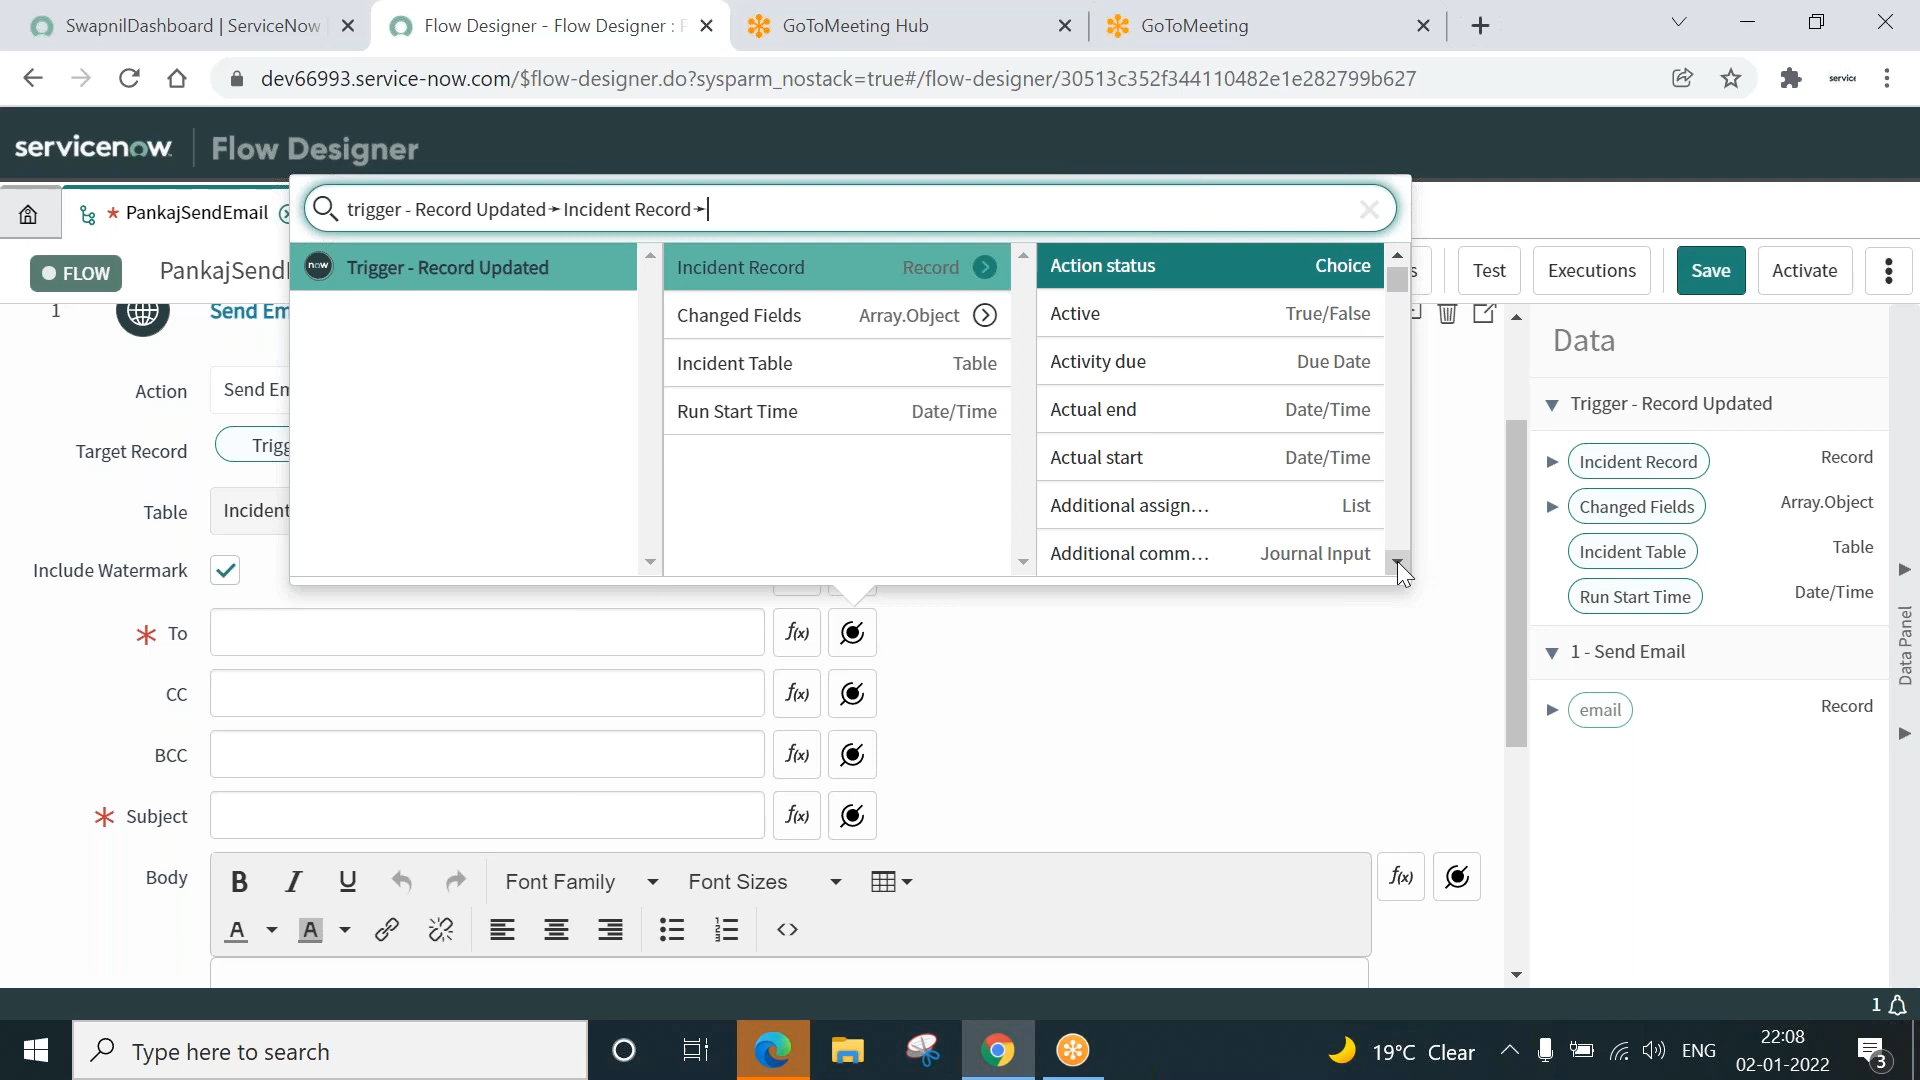 SwapnilDashboard | ServiceNow
Flow Designer - Flow Designer :
GoToMeeting Hub
GoToMeeting
dev66993.service-now.com/$flow-designer.do?sysparm_nostack=true#/flow-designer/30513c352f344110482e1e282799b627
service
servicenow
Flow Designer
* PankajSendEmail
trigger - Record Updated➛Incident Record➛
FLOW
PankajSend
Test
Executions
Save
Activate
now
Trigger - Record Updated
Incident Record
Record
Changed Fields
Array.Object
Incident Table
Table
Run Start Time
Date/Time
Action status
Choice
Active
True/False
Activity due
Due Date
Actual end
Date/Time
Actual start
Date/Time
Additional assign...
List
Additional comm...
Journal Input
1
Send Em
Action
Send En
Target Record
Trigg
Table
Incident
Include Watermark
* To
f(x)
CC
f(x)
BCC
f(x)
* Subject
f(x)
Body
B I U
Font Family
Font Sizes
f(x)
A
A
<>
Data
Trigger - Record Updated
Incident Record
Record
Changed Fields
Array.Object
Incident Table
Table
Run Start Time
Date/Time
1 - Send Email
email
Record
Data Panel
1
Type here to search
19°C Clear
ENG
22:08
02-01-2022
3